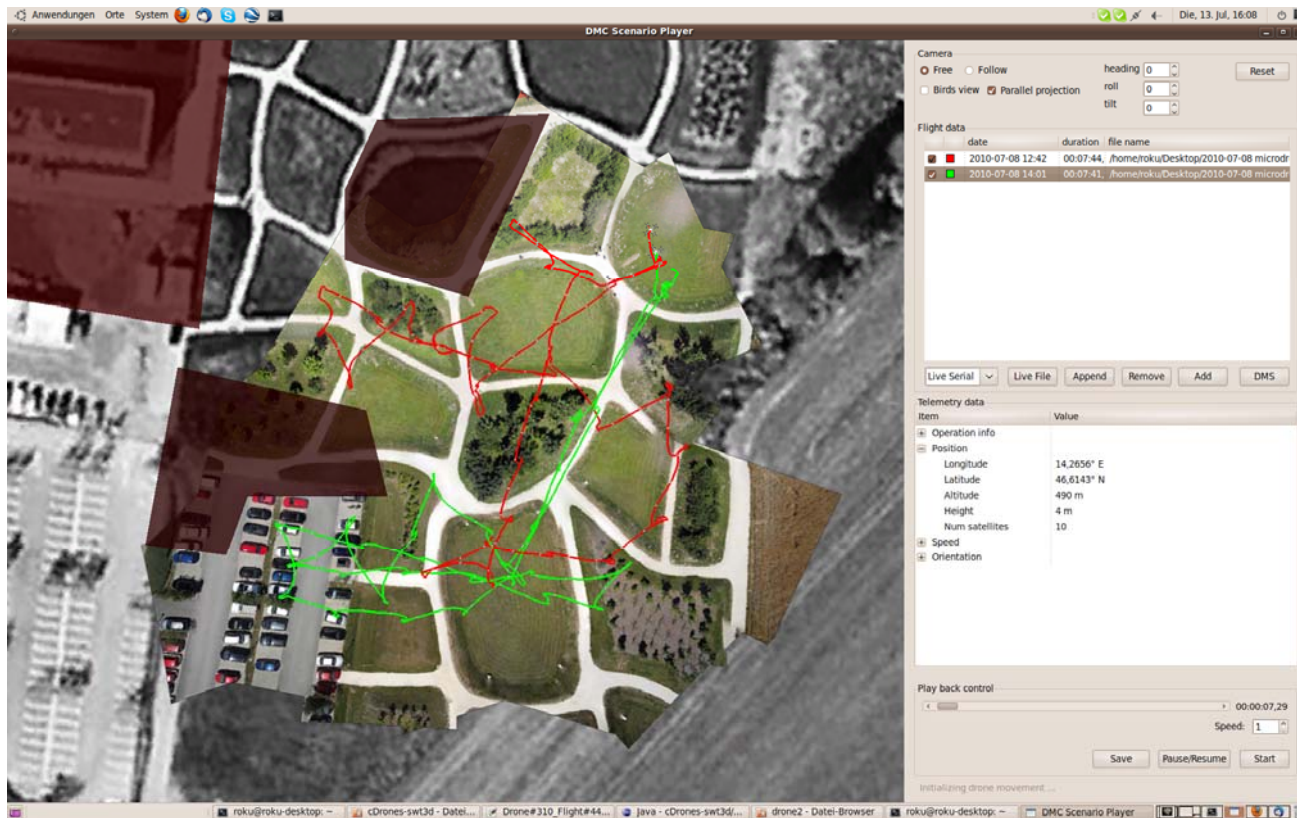 Anwendungen Orte System Die, 13. Jul, 16:08
DMC Scenario Player
Camera
Free Follow heading 0 Reset
Birds view Parallel projection roll 0
tilt 0
Flight data
date duration file name
2010-07-08 12:42 00:07:44, /home/roku/Desktop/2010-07-08 microdr
2010-07-08 14:01 00:07:41, /home/roku/Desktop/2010-07-08 microdr
Live Serial Live File Append Remove Add DMS
Telemetry data
Item Value
Operation info
Position
Longitude 14,2656° E
Latitude 46,6143° N
Altitude 490 m
Height 4 m
Num satellites 10
Speed
Orientation
Play back control
00:00:07,29
Speed: 1
Save Pause/Resume Start
Initializing drone movement...
roku@roku-desktop: ~ cDrones-swt3d - Datei... Drone#310_Flight#44... Java - cDrones-swt3d/... drone2 - Datei-Browser roku@roku-desktop: ~ DMC Scenario Player